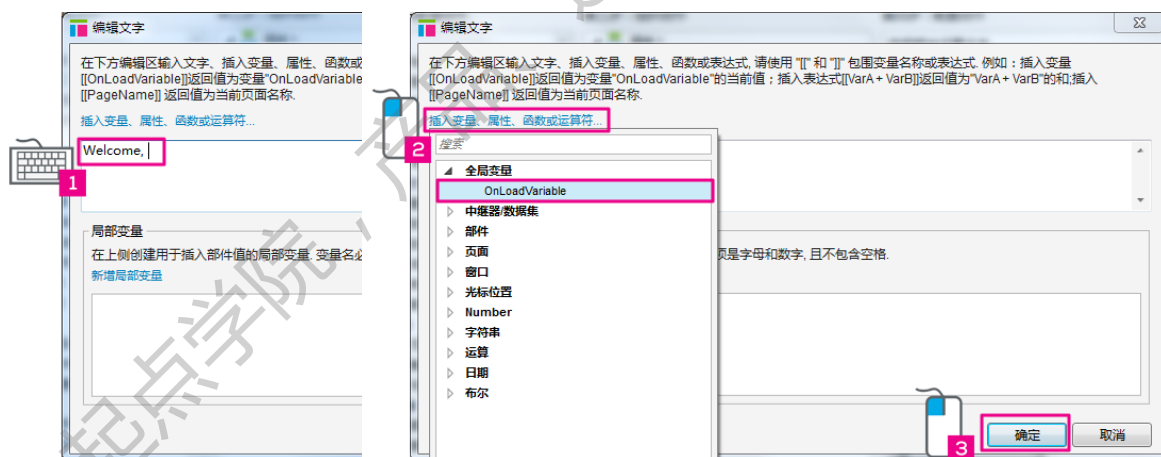 编辑文字
在下方编辑区输入文字、插入变量、属性、函数或
[[OnLoadVariable]]返回值为变量"OnLoadVariable
[[PageName]] 返回值为当前页面名称.
插入变量、属性、函数或运算符...
Welcome,
1
局部变量
在上侧创建用于插入部件值的局部变量. 变量名必
新增局部变量
编辑文字
在下方编辑区输入文字、插入变量、属性、函数或表达式, 请使用 "[[" 和 "]]" 包围变量名称或表达式. 例如：插入变量
[[OnLoadVariable]]返回值为变量"OnLoadVariable"的当前值；插入表达式[[VarA + VarB]]返回值为"VarA + VarB"的和;插入
[[PageName]] 返回值为当前页面名称.
插入变量、属性、函数或运算符...
2
搜索
全局变量
OnLoadVariable
中继器/数据集
部件
页面
须是字母和数字, 且不包含空格.
窗口
光标位置
Number
字符串
运算
日期
布尔
3
确定
取消
起点学院，产品